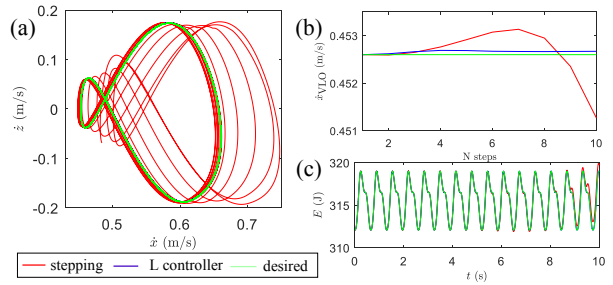 (a)
0.2
0.1
0
-0.1
-0.2
ż (m/s)
0.5 0.6 0.7
ẋ (m/s)
stepping L controller desired
(b)
0.453
0.452
0.451
ẋVLO (m/s)
2 4 6 8 10
N steps
(c)
320
315
310
E (J)
0 2 4 6 8 10
t (s)